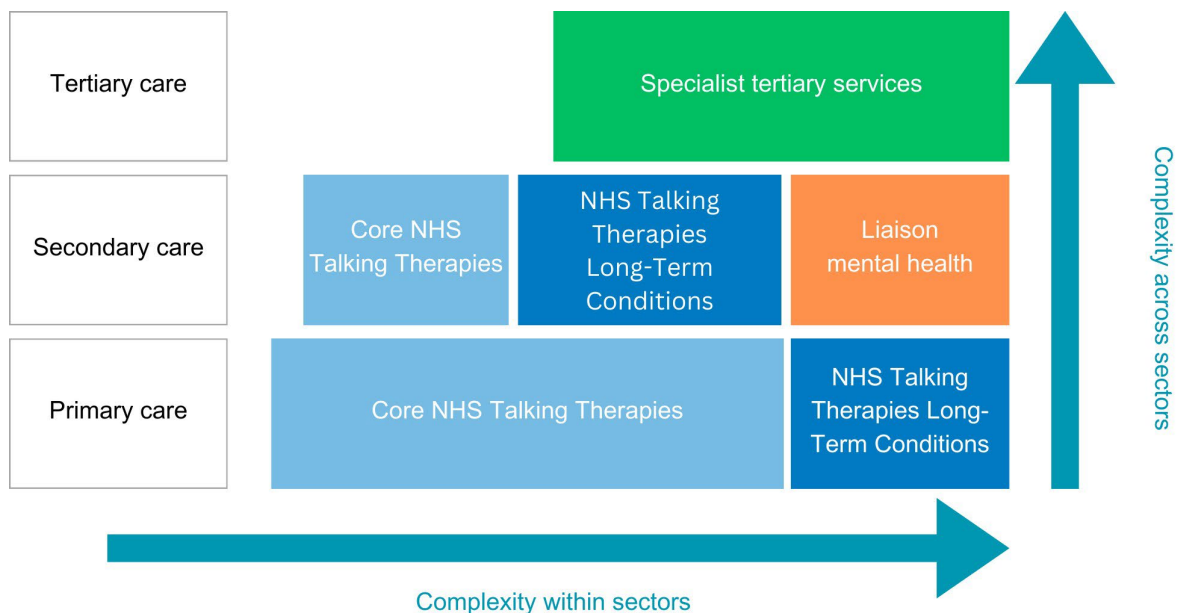 Tertiary care
Specialist tertiary services
Secondary care
Core NHS
Talking Therapies
NHS Talking
Therapies
Long-Term
Conditions
Liaison
mental health
Primary care
Core NHS Talking Therapies
NHS Talking
Therapies Long-
Term Conditions
Complexity across sectors
Complexity within sectors